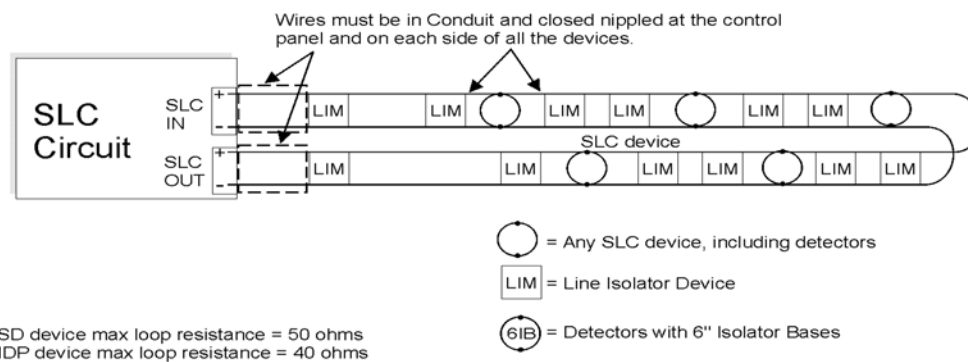 Wires must be in Conduit and closed nippled at the control
panel and on each side of all the devices.
SLC
Circuit
SLC
IN
+
-
LIM LIM LIM LIM LIM LIM
SLC device
SLC
OUT
+
-
LIM LIM LIM LIM LIM LIM
= Any SLC device, including detectors
LIM = Line Isolator Device
6IB = Detectors with 6" Isolator Bases
SD device max loop resistance = 50 ohms
IDP device max loop resistance = 40 ohms